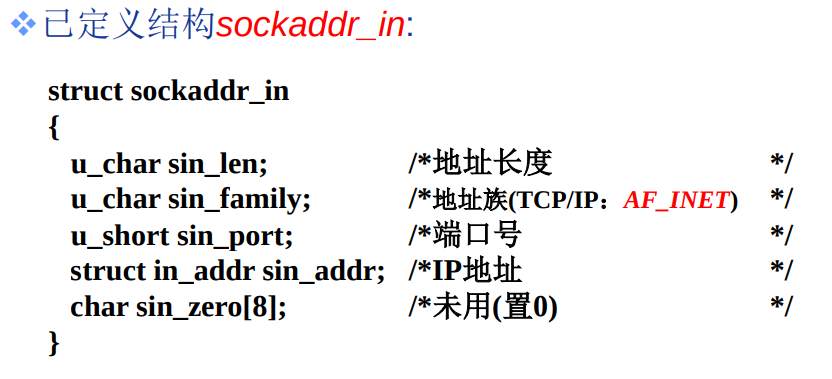 ❖已定义结构sockaddr_in:
struct sockaddr_in
{
u_char sin_len; /*地址长度 */
u_char sin_family; /*地址族(TCP/IP：AF_INET) */
u_short sin_port; /*端口号 */
struct in_addr sin_addr; /*IP地址 */
char sin_zero[8]; /*未用(置0) */
}